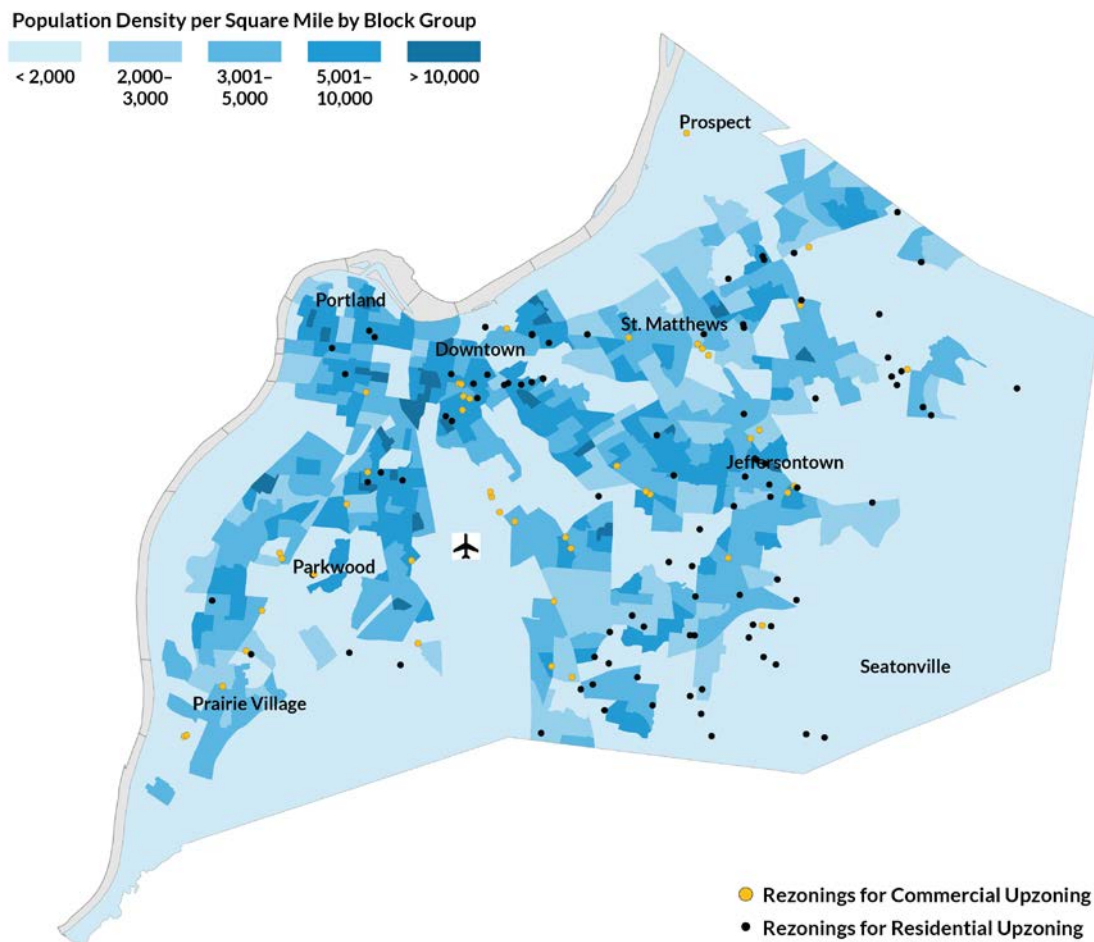 Population Density per Square Mile by Block Group
< 2,000
2,000–
3,000
3,001–
5,000
5,001–
10,000
> 10,000
Prospect
Portland
St. Matthews
Downtown
Jeffersontown
Parkwood
Seatonville
Prairie Village
Rezonings for Commercial Upzoning
Rezonings for Residential Upzoning